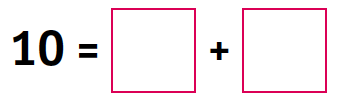 10 = +